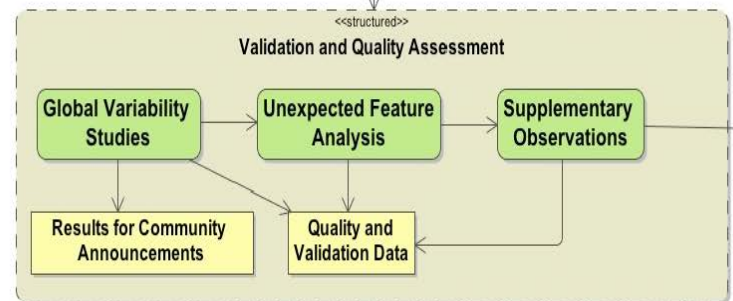 <<structured>>
Validation and Quality Assessment
Global Variability
Studies
Unexpected Feature
Analysis
Supplementary
Observations
Results for Community
Announcements
Quality and
Validation Data